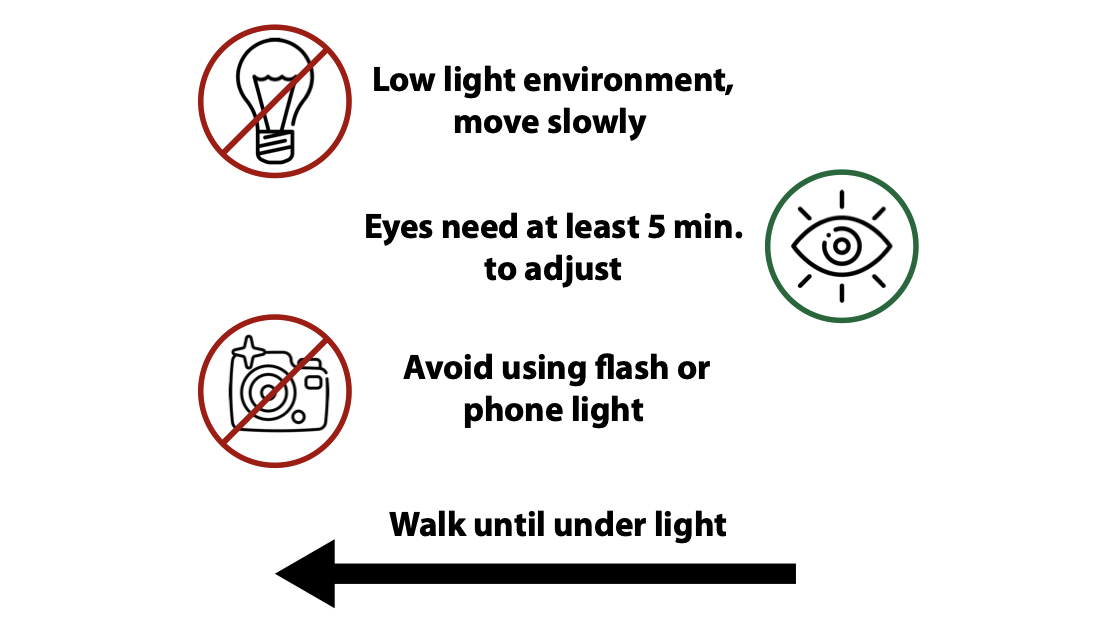 Low light environment,
move slowly
Eyes need at least 5 min.
to adjust
Avoid using flash or
phone light
Walk until under light